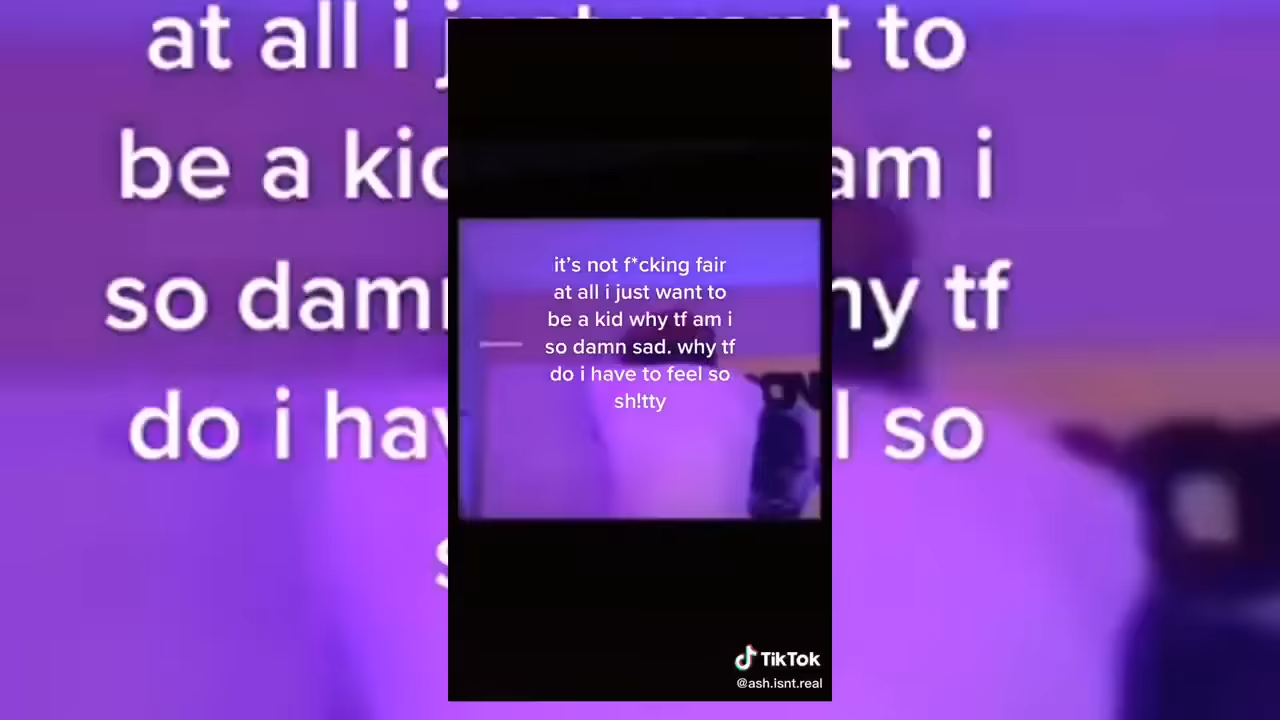 it's not f*cking fair
at all i just want to
be a kid why tf am i
so damn sad. why tf
do i have to feel so
sh!tty
TikTok
@ash.isnt.real